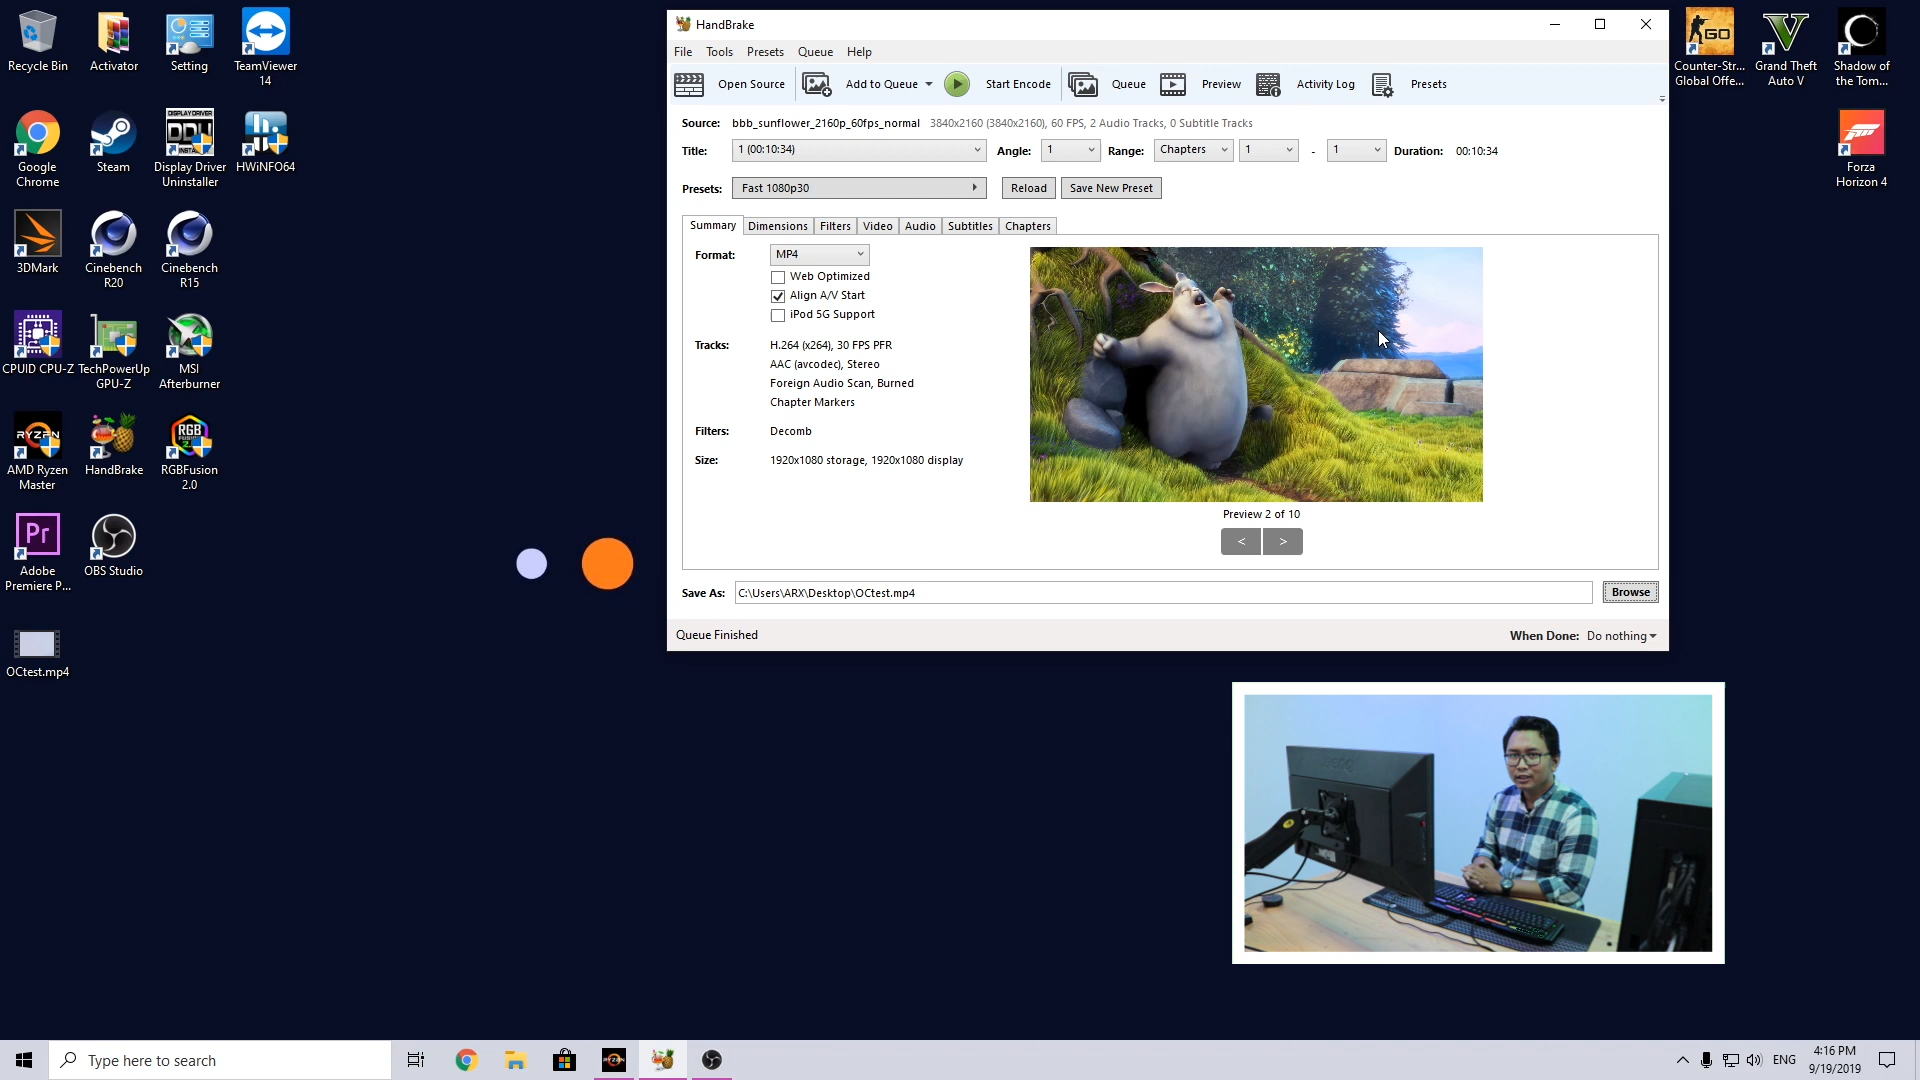 Recycle Bin
Activator
Setting
TeamViewer
14
Google
Chrome
Steam
DISPLAY DRIVER
DDU
Display Driver
Uninstaller
HWiNFO64
3DMark
Cinebench
R20
Cinebench
R15
CPUID CPU-Z
TechPowerUp
GPU-Z
MSI
Afterburner
RYZEN
AMD Ryzen
Master
HandBrake
RGB
RGBFusion
2.0
Pr
Adobe
Premiere P...
OBS Studio
OCtest.mp4
HandBrake
File Tools Presets Queue Help
Open Source Add to Queue Start Encode Queue Preview Activity Log Presets
Source: bbb_sunflower_2160p_60fps_normal 3840x2160 (3840x2160), 60 FPS, 2 Audio Tracks, 0 Subtitle Tracks
Title: 1 (00:10:34) Angle: 1 Range: Chapters 1 - 1 Duration: 00:10:34
Presets: Fast 1080p30 Reload Save New Preset
Summary Dimensions Filters Video Audio Subtitles Chapters
Format: MP4
Web Optimized
Align A/V Start
iPod 5G Support
Tracks: H.264 (x264), 30 FPS PFR
AAC (avcodec), Stereo
Foreign Audio Scan, Burned
Chapter Markers
Filters: Decomb
Size: 1920x1080 storage, 1920x1080 display
Preview 2 of 10
< >
Save As: C:\Users\ARX\Desktop\OCtest.mp4 Browse
Queue Finished When Done: Do nothing
GO
Counter-Str...
Global Offe...
V
Grand Theft
Auto V
Shadow of
the Tom...
Forza
Horizon 4
Type here to search
RYZEN
ENG
4:16 PM
9/19/2019